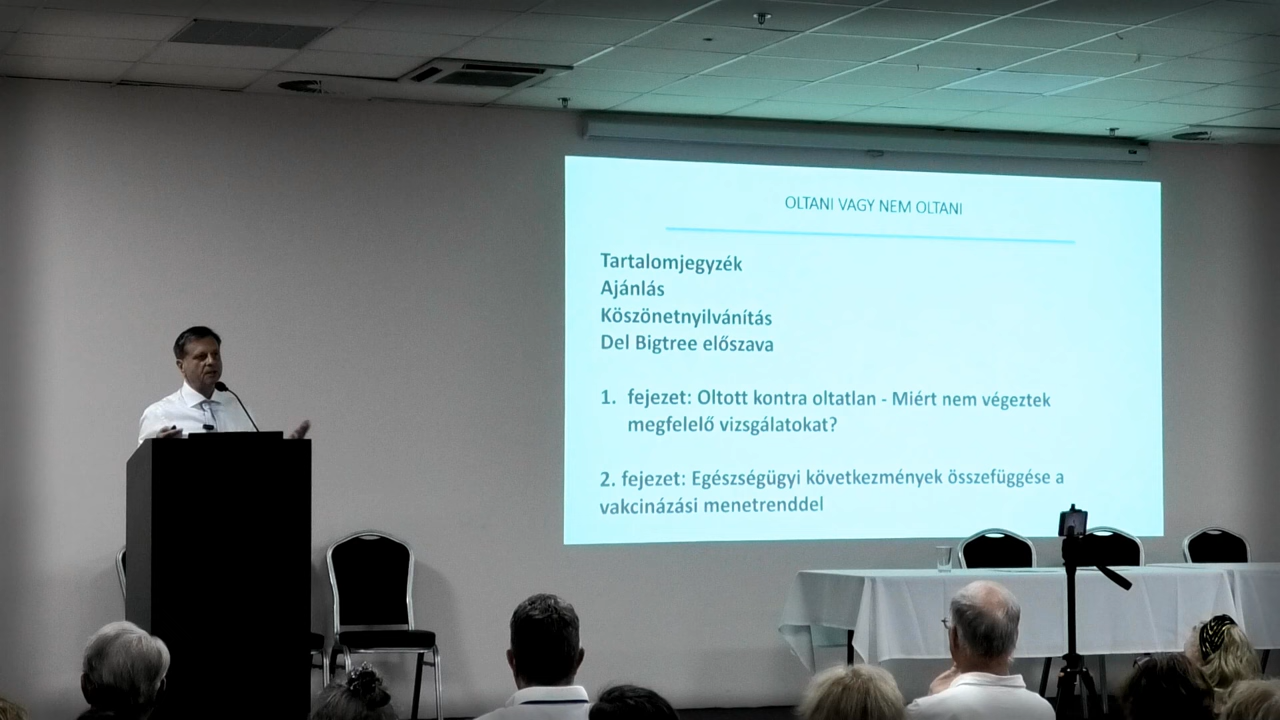 OLTANI VAGY NEM OLTANI
Tartalomjegyzék
Ajánlás
Köszönetnyilvánítás
Del Bigtree előszava
1. fejezet: Oltott kontra oltatlan - Miért nem végeztek
megfelelő vizsgálatokat?
2. fejezet: Egészségügyi következmények összefüggése a
vakcinázási menetrenddel